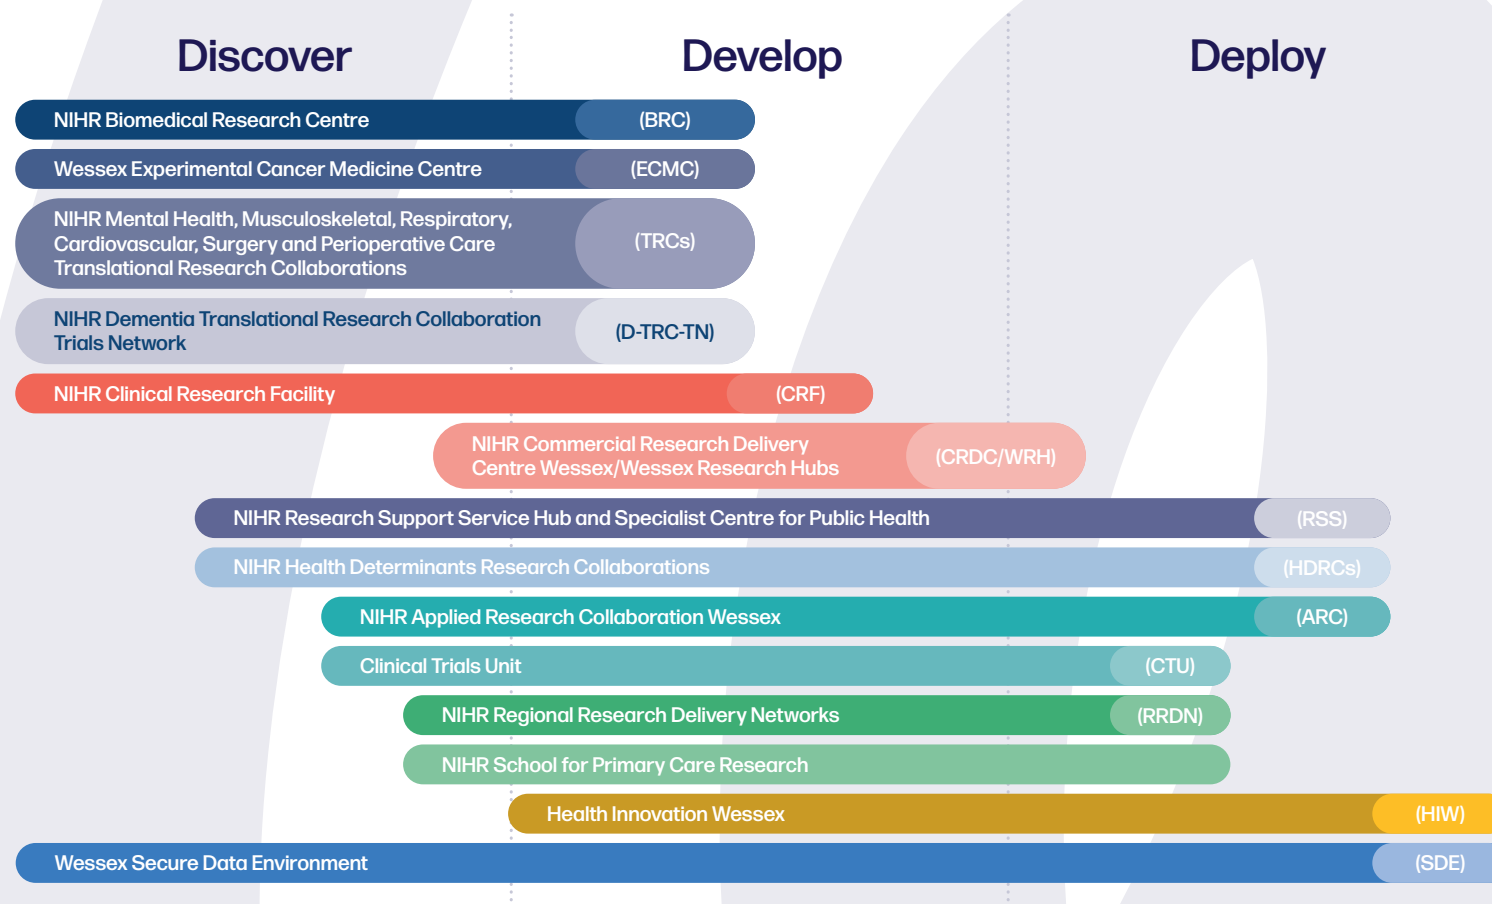 Discover
Develop
Deploy
NIHR Biomedical Research Centre
(BRC)
Wessex Experimental Cancer Medicine Centre
(ECMC)
NIHR Mental Health, Musculoskeletal, Respiratory,
Cardiovascular, Surgery and Perioperative Care
Translational Research Collaborations
(TRCs)
NIHR Dementia Translational Research Collaboration
Trials Network
(D-TRC-TN)
NIHR Clinical Research Facility
(CRF)
NIHR Commercial Research Delivery
Centre Wessex/Wessex Research Hubs
(CRDC/WRH)
NIHR Research Support Service Hub and Specialist Centre for Public Health
(RSS)
NIHR Health Determinants Research Collaborations
(HDRCs)
NIHR Applied Research Collaboration Wessex
(ARC)
Clinical Trials Unit
(CTU)
NIHR Regional Research Delivery Networks
(RRDN)
NIHR School for Primary Care Research
Health Innovation Wessex
(HIW)
Wessex Secure Data Environment
(SDE)